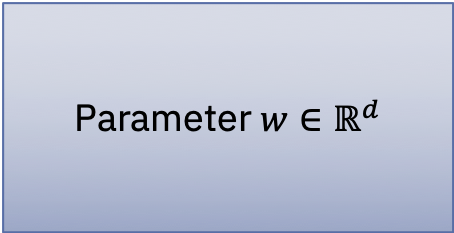 Parameter 𝑤 ∈ ℝ^𝑑